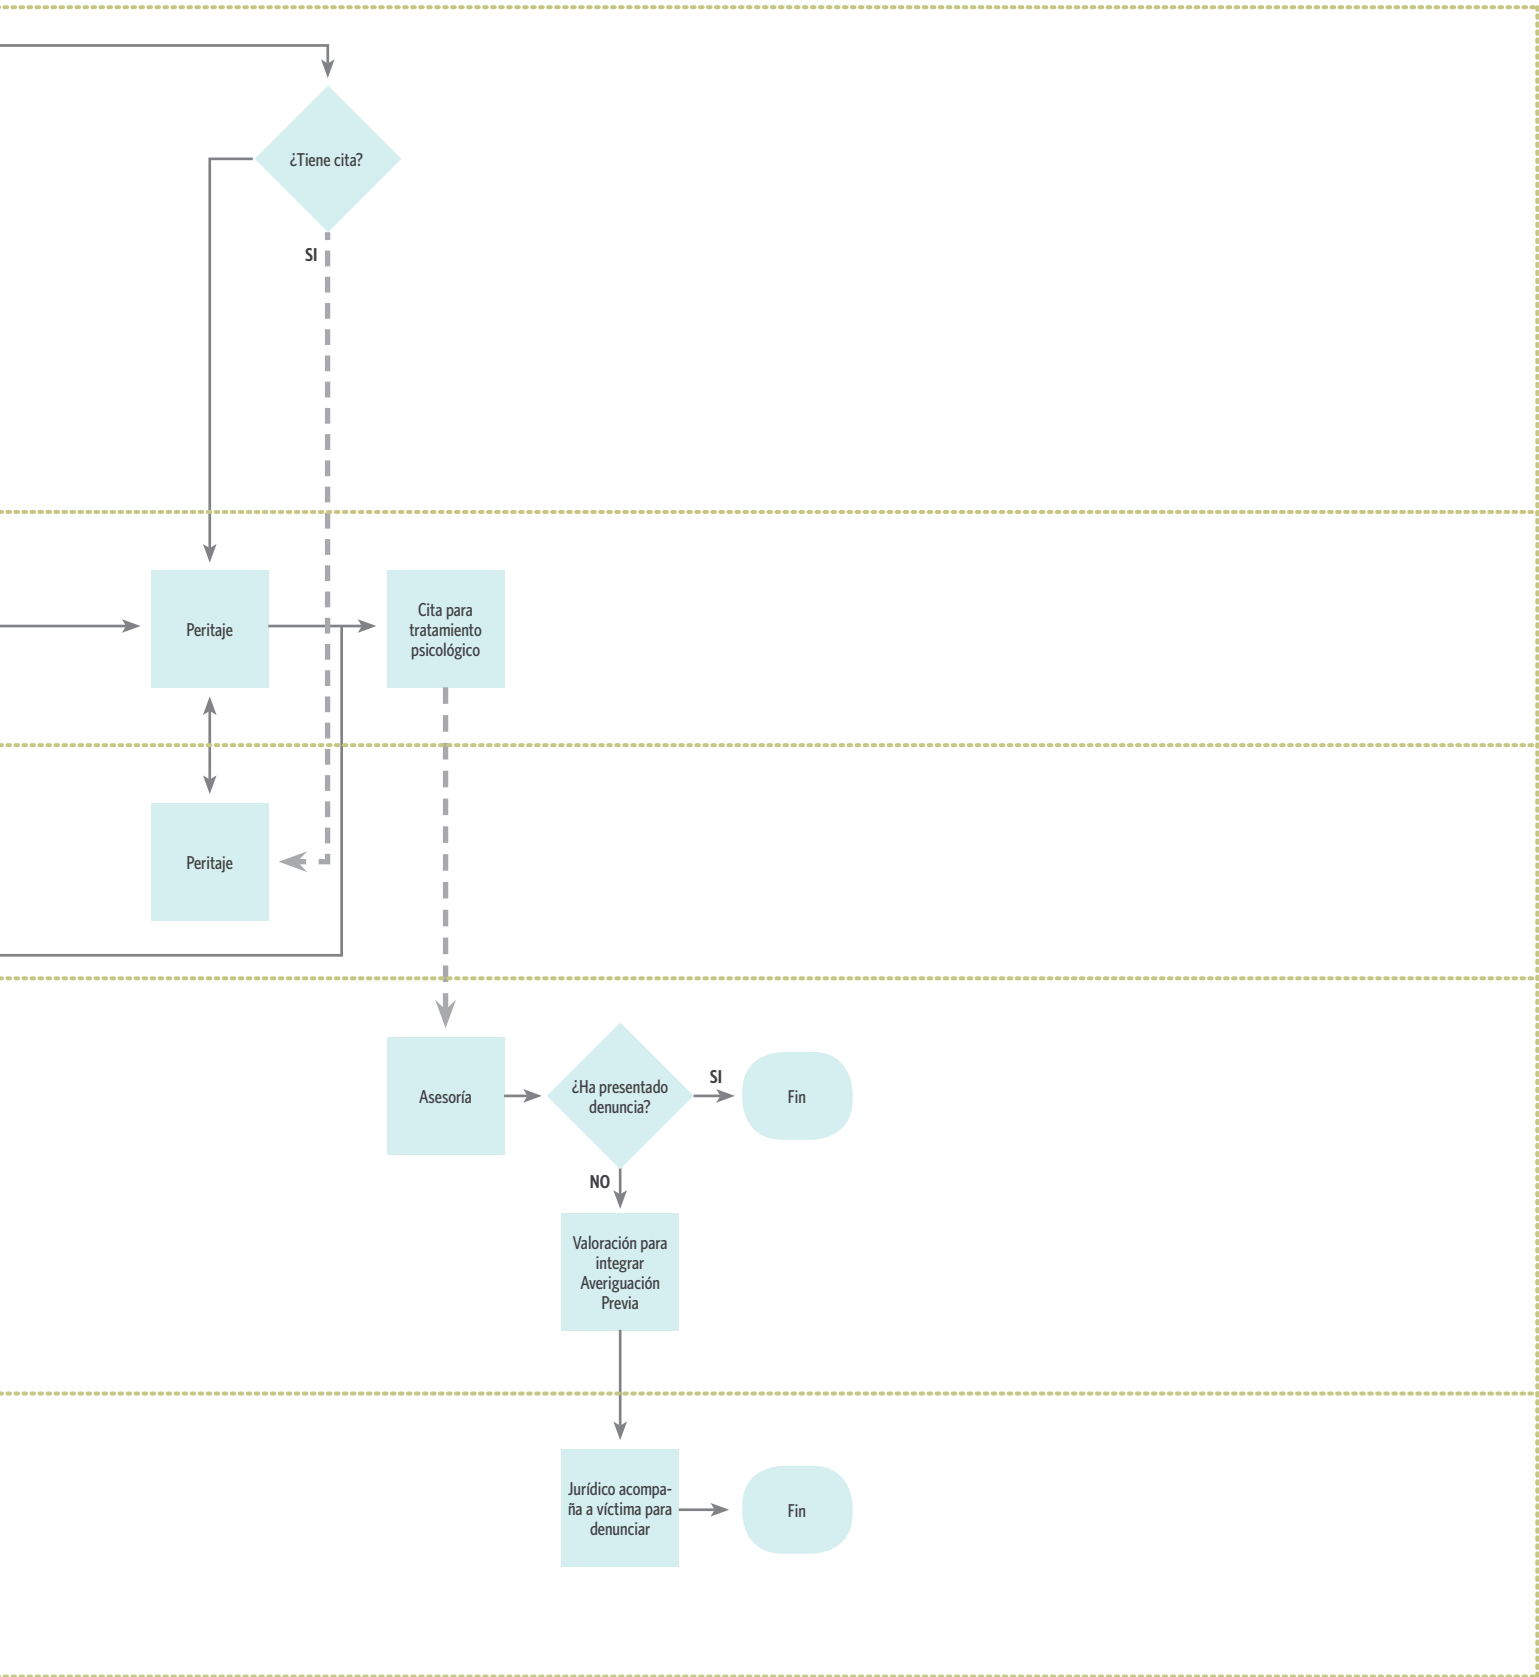 ¿Tiene cita?
SI
Peritaje
Cita para
tratamiento
psicológico
Peritaje
Asesoría
¿Ha presentado
denuncia?
SI
Fin
NO
Valoración para
integrar
Averiguación
Previa
Jurídico acompa-
ña a víctima para
denunciar
Fin